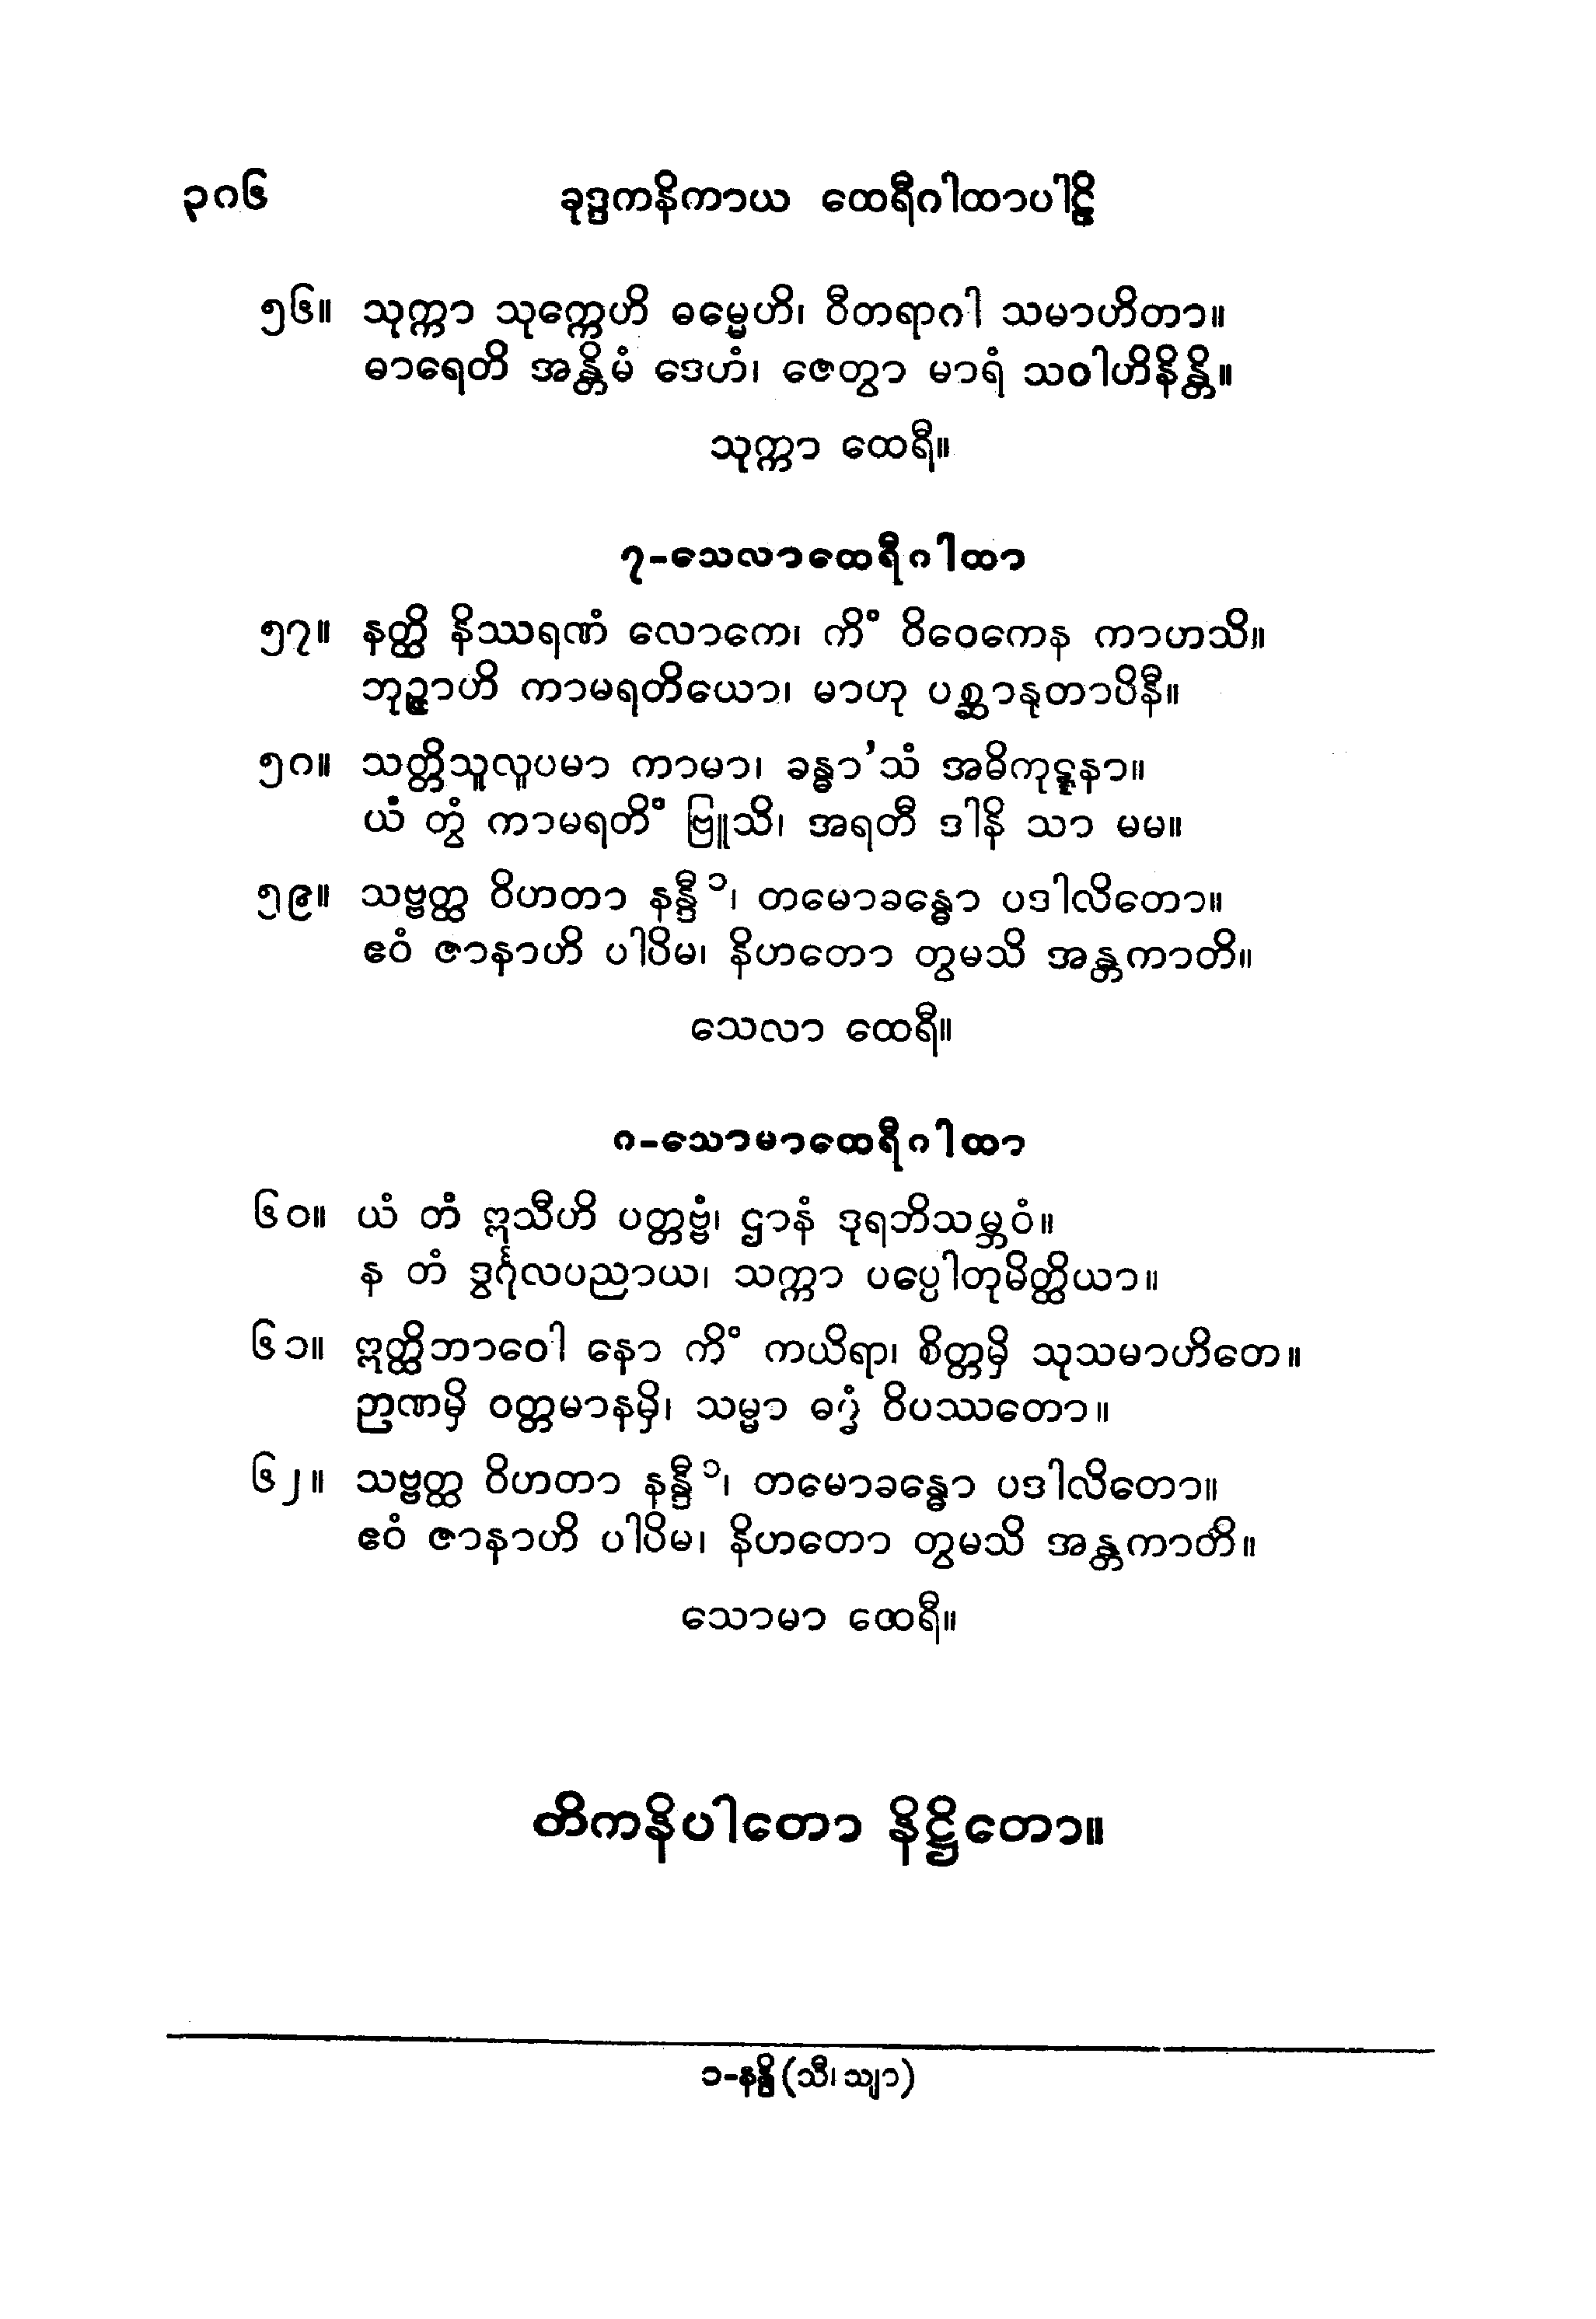 ၃၈၆ ခုဒ္ဒကနိကာယ ထေရီဂါထာပါဠိ
၅၆။ သုက္ကာ သုက္ကေဟိ ဓမ္မေဟိ၊ ဝီတရာဂါ သမာဟိတာ။
ဓာရေတိ အန္တိမံ ဒေဟံ၊ ဇေတွာ မာရံ သဝါဟိနိန္တိ။
သုက္ကာ ထေရီ။
၇-သေလာထေရီဂါထာ
၅၇။ နတ္ထိ နိဿရဏံ လောကေ၊ ကိံ ဝိဝေကေန ကာဟသိ။
ဘုဉ္ဇာဟိ ကာမရတိယော၊ မာဟု ပစ္ဆာနုတာပိနီ။
၅၈။ သတ္တိသူလူပမာ ကာမာ၊ ခန္ဓာ'သံ အဓိကုဋ္ဋနာ။
ယံ တွံ ကာမရတိံ ဗြူသိ၊ အရတီ ဒါနိ သာ မမ။
၅၉။ သဗ္ဗတ္ထ ဝိဟတာ နန္ဒီ ၁၊ တမောခန္ဓော ပဒါလိတော။
ဧဝံ ဇာနာဟိ ပါပိမ၊ နိဟတော တွမသိ အန္တကာတိ။
သေလာ ထေရီ။
၈-သောမာထေရီဂါထာ
၆၀။ ယံ တံ ဣသီဟိ ပတ္တဗ္ဗံ၊ ဌာနံ ဒုရဘိသမ္ဘဝံ။
န တံ ဒွင်္ဂုလပညာယ၊ သက္ကာ ပပ္ပေါတုမိတ္ထိယာ။
၆၁။ ဣတ္ထိဘာဝေါ နော ကိံ ကယိရာ၊ စိတ္တမှိ သုသမာဟိတေ။
ဉာဏမှိ ဝတ္တမာနမှိ၊ သမ္မာ ဓမ္မံ ဝိပဿတော။
၆၂။ သဗ္ဗတ္ထ ဝိဟတာ နန္ဒီ ၁၊ တမောခန္ဓော ပဒါလိတော။
ဧဝံ ဇာနာဟိ ပါပိမ၊ နိဟတော တွမသိ အန္တကာတိ။
သောမာ ထေရီ။
တိကနိပါတော နိဋ္ဌိတော။
၁-နန္ဒိ (သီ၊ သျာ)